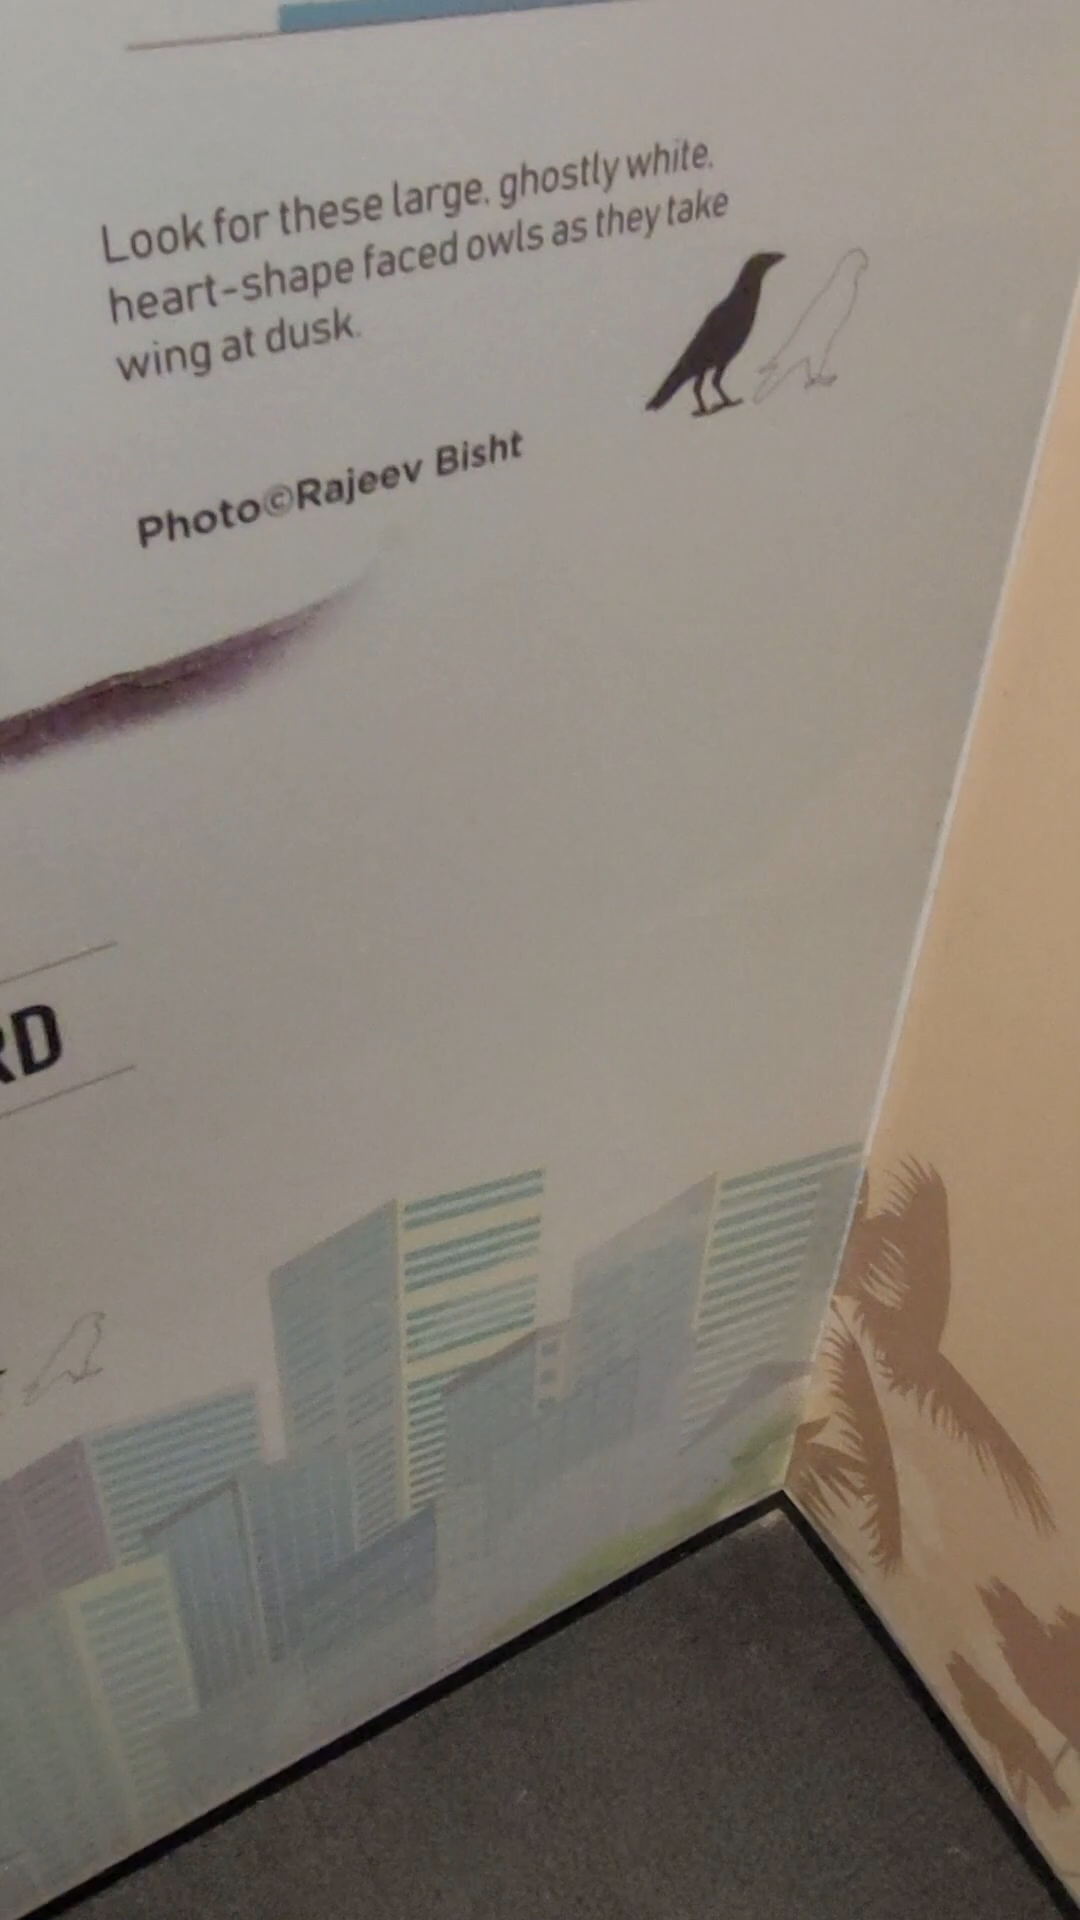 Look for these large, ghostly white,
heart-shape faced owls as they take
wing at dusk.
Photo©Rajeev Bisht
RD